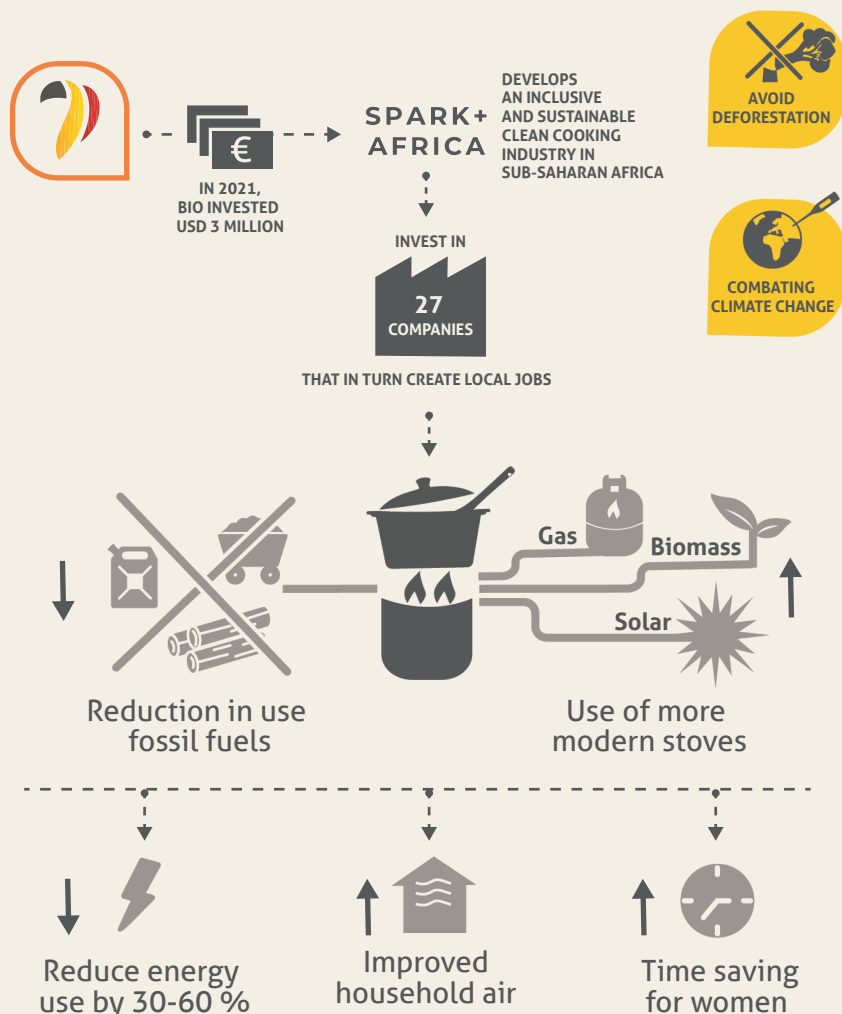 €
IN 2021,
BIO INVESTED
USD 3 MILLION
SPARK+
AFRICA
DEVELOPS
AN INCLUSIVE
AND SUSTAINABLE
CLEAN COOKING
INDUSTRY IN
SUB-SAHARAN AFRICA
AVOID
DEFORESTATION
COMBATING
CLIMATE CHANGE
INVEST IN
27
COMPANIES
THAT IN TURN CREATE LOCAL JOBS
Gas
Biomass
Solar
Reduction in use
fossil fuels
Use of more
modern stoves
Reduce energy
use by 30-60 %
Improved
household air
Time saving
for women